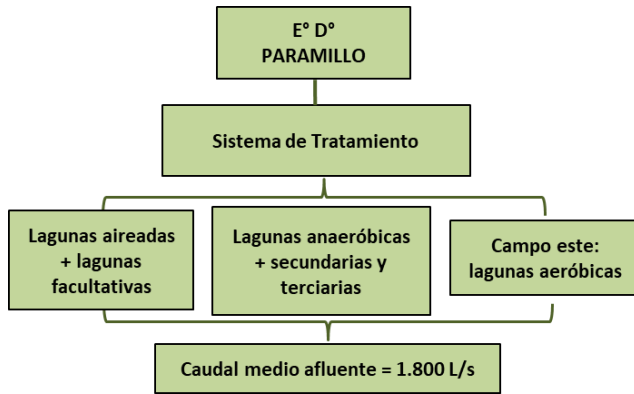 E° D°
PARAMILLO
Sistema de Tratamiento
Lagunas aireadas
+ lagunas
facultativas
Lagunas anaeróbicas
+ secundarias y
terciarias
Campo este:
lagunas aeróbicas
Caudal medio afluente = 1.800 L/s